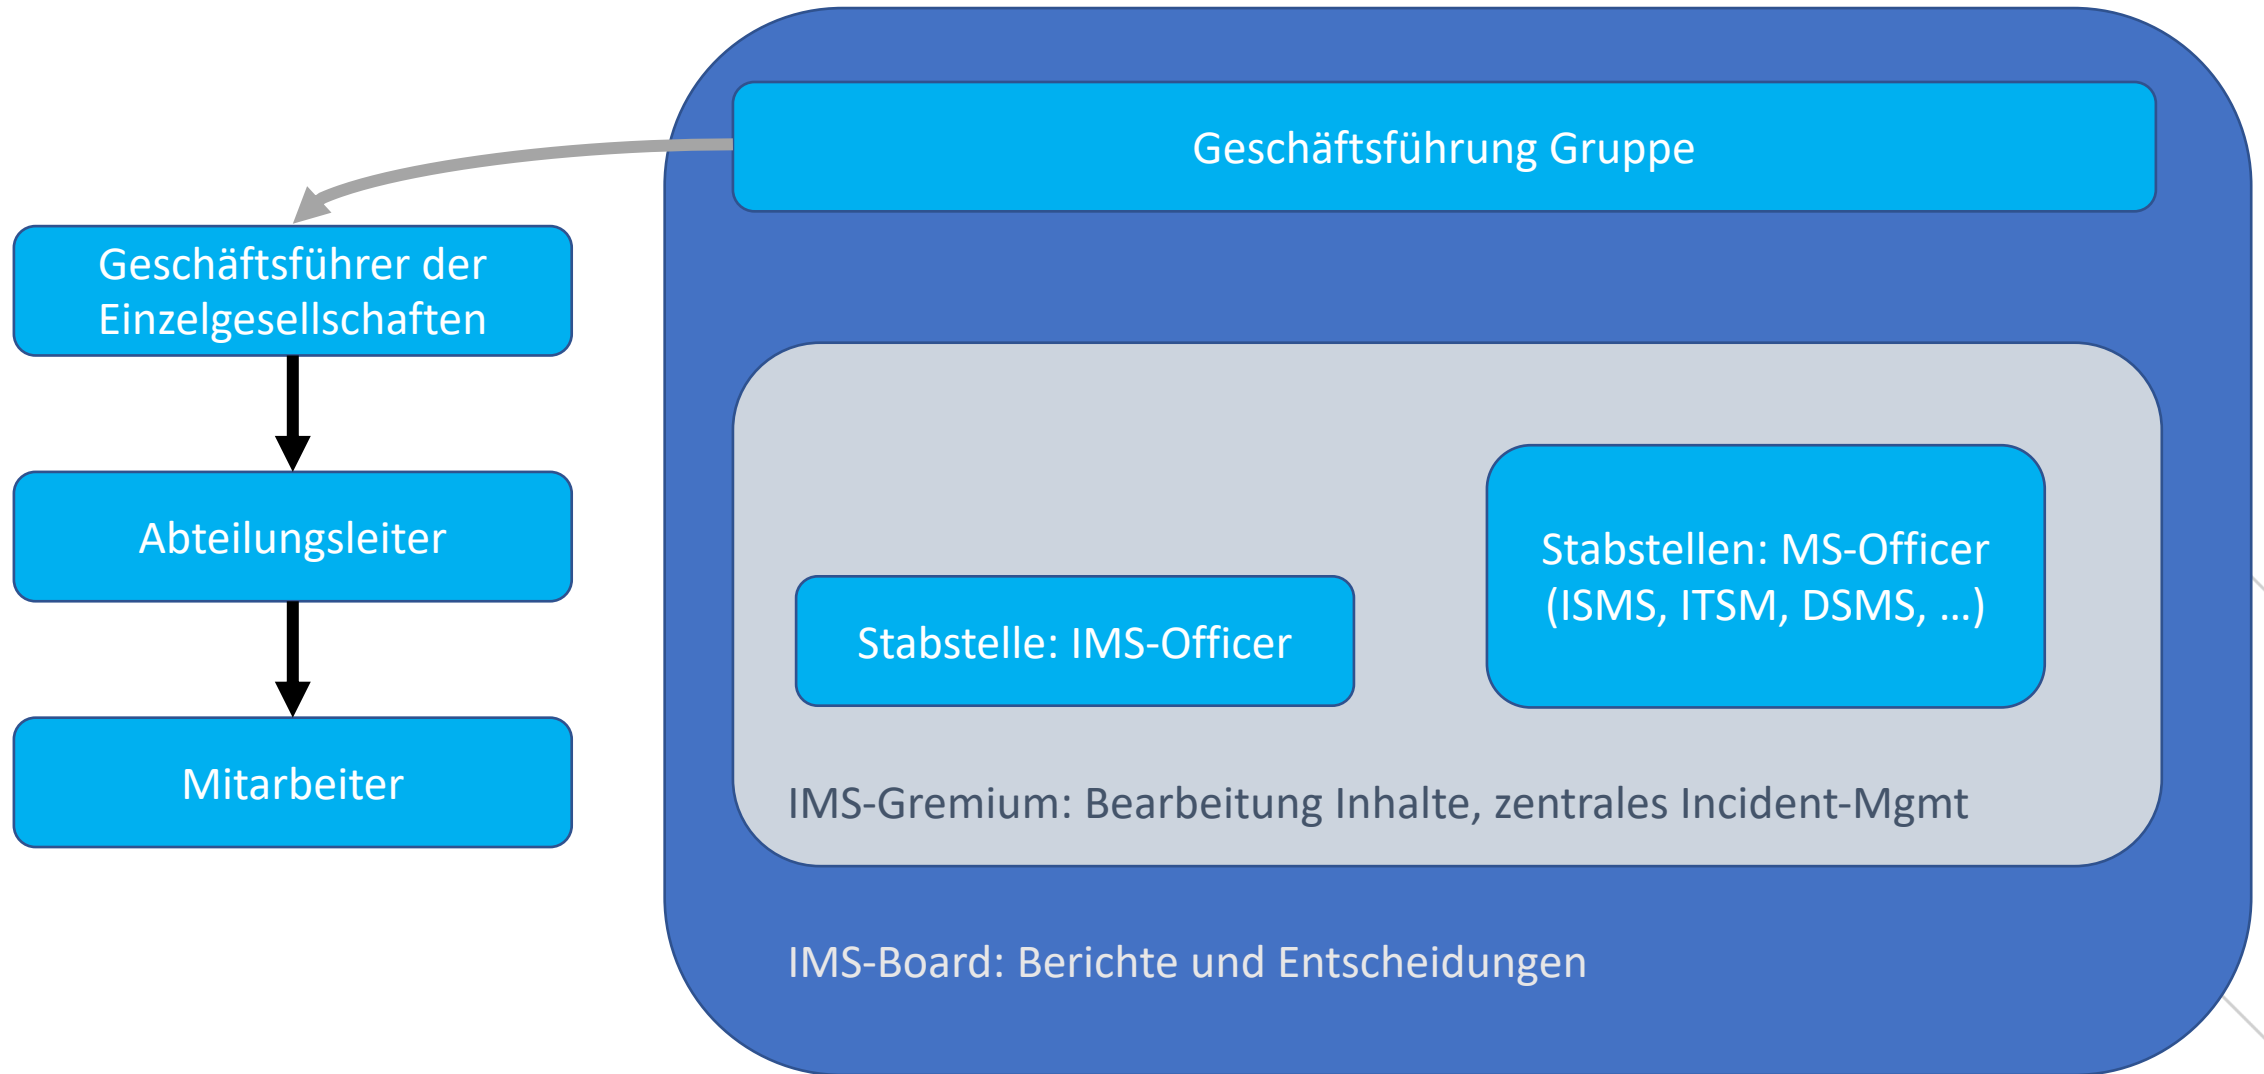 Geschäftsführung Gruppe
Geschäftsführer der
Einzelgesellschaften
Abteilungsleiter
Mitarbeiter
Stabstelle: IMS-Officer
Stabstellen: MS-Officer
(ISMS, ITSM, DSMS, …)
IMS-Gremium: Bearbeitung Inhalte, zentrales Incident-Mgmt
IMS-Board: Berichte und Entscheidungen